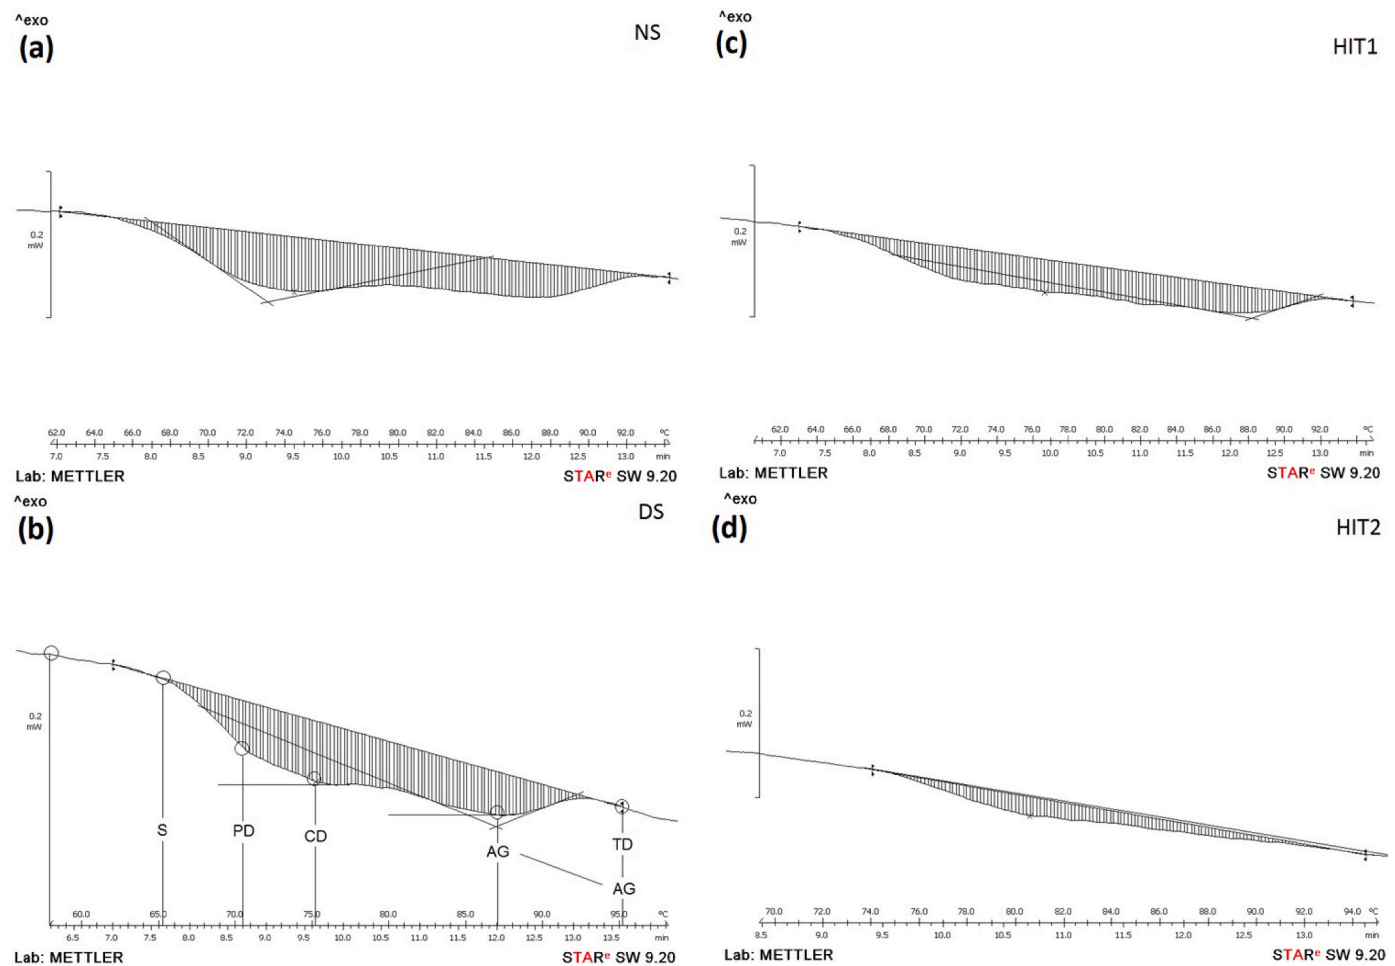 ^exo
(a)
NS
0.2
mW
62.0 64.0 66.0 68.0 70.0 72.0 74.0 76.0 78.0 80.0 82.0 84.0 86.0 88.0 90.0 92.0 ºC
7.0 7.5 8.0 8.5 9.0 9.5 10.0 10.5 11.0 11.5 12.0 12.5 13.0 min
Lab: METTLER
STARe SW 9.20
^exo
(c)
HIT1
0.2
mW
62.0 64.0 66.0 68.0 70.0 72.0 74.0 76.0 78.0 80.0 82.0 84.0 86.0 88.0 90.0 92.0 ºC
7.0 7.5 8.0 8.5 9.0 9.5 10.0 10.5 11.0 11.5 12.0 12.5 13.0 min
Lab: METTLER
STARe SW 9.20
^exo
(b)
DS
0.2
mW
S
PD
CD
AG
TD
AG
60.0 65.0 70.0 75.0 80.0 85.0 90.0 95.0 ºC
6.5 7.0 7.5 8.0 8.5 9.0 9.5 10.0 10.5 11.0 11.5 12.0 12.5 13.0 13.5 min
Lab: METTLER
STARe SW 9.20
^exo
(d)
HIT2
0.2
mW
70.0 72.0 74.0 76.0 78.0 80.0 82.0 84.0 86.0 88.0 90.0 92.0 94.0 ºC
8.5 9.0 9.5 10.0 10.5 11.0 11.5 12.0 12.5 13.0 13.5 min
Lab: METTLER
STARe SW 9.20